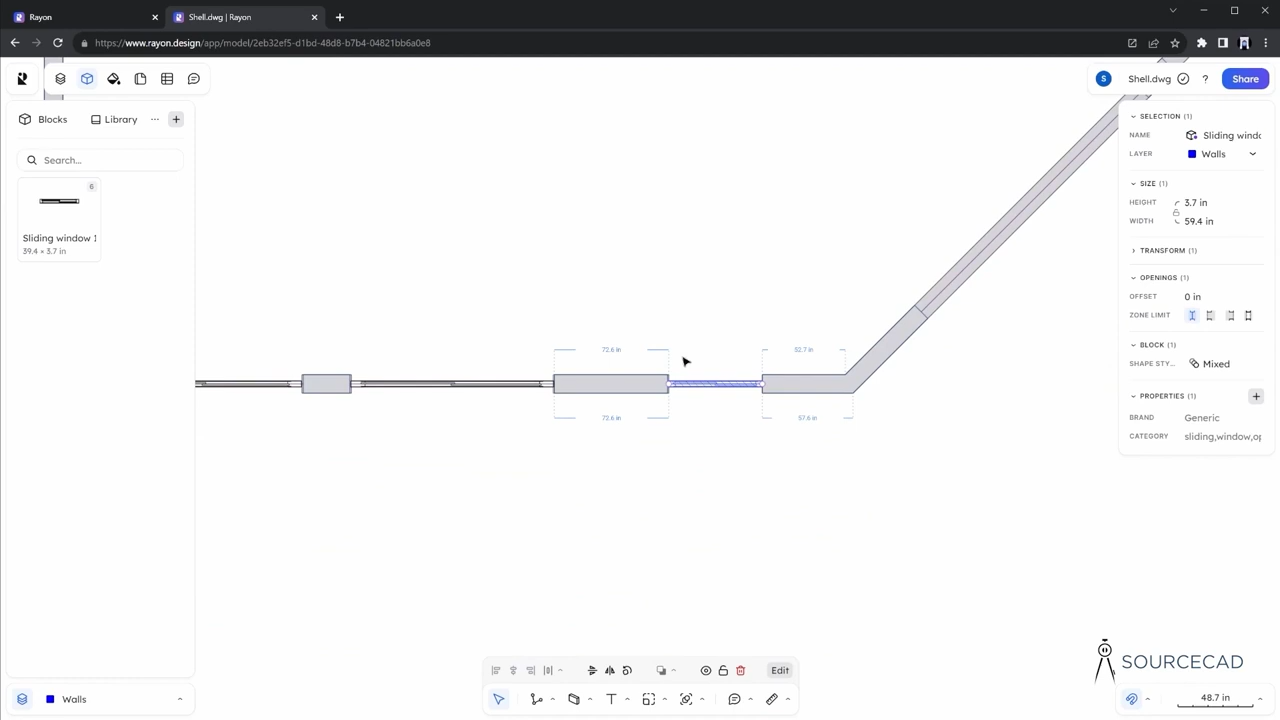 Rayon
Shell.dwg | Rayon
https://www.rayon.design/app/model/2eb32ef5-d1bd-48d8-b7b4-04821bb6a0e8
S
Shell.dwg
?
Share
Blocks
Library
Search...
6
Sliding window 1
39.4 × 3.7 in
SELECTION (1)
NAME
Sliding windo
LAYER
Walls
SIZE (1)
HEIGHT
3.7 in
WIDTH
59.4 in
TRANSFORM (1)
OPENINGS (1)
OFFSET
0 in
ZONE LIMIT
BLOCK (1)
SHAPE STY...
Mixed
PROPERTIES (1)
BRAND
Generic
CATEGORY
sliding,window,op
72.6 in
52.7 in
72.6 in
57.6 in
SOURCECAD
Edit
Walls
48.7 in